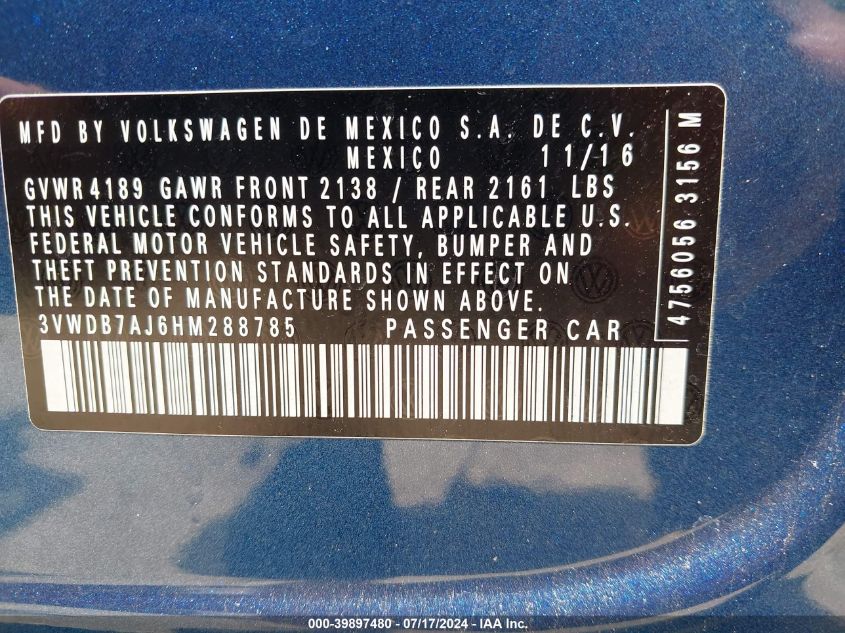 MFD BY VOLKSWAGEN DE MEXICO S.A. DE C.V.
MEXICO 11/16
GVWR 4189 GAWR FRONT 2138 / REAR 2161 LBS
THIS VEHICLE CONFORMS TO ALL APPLICABLE U.S.
FEDERAL MOTOR VEHICLE SAFETY, BUMPER AND
THEFT PREVENTION STANDARDS IN EFFECT ON
THE DATE OF MANUFACTURE SHOWN ABOVE.
3VWDB7AJ6HM288785 PASSENGER CAR
4756056 3156 M
000-39897480 - 07/17/2024 - IAA Inc.